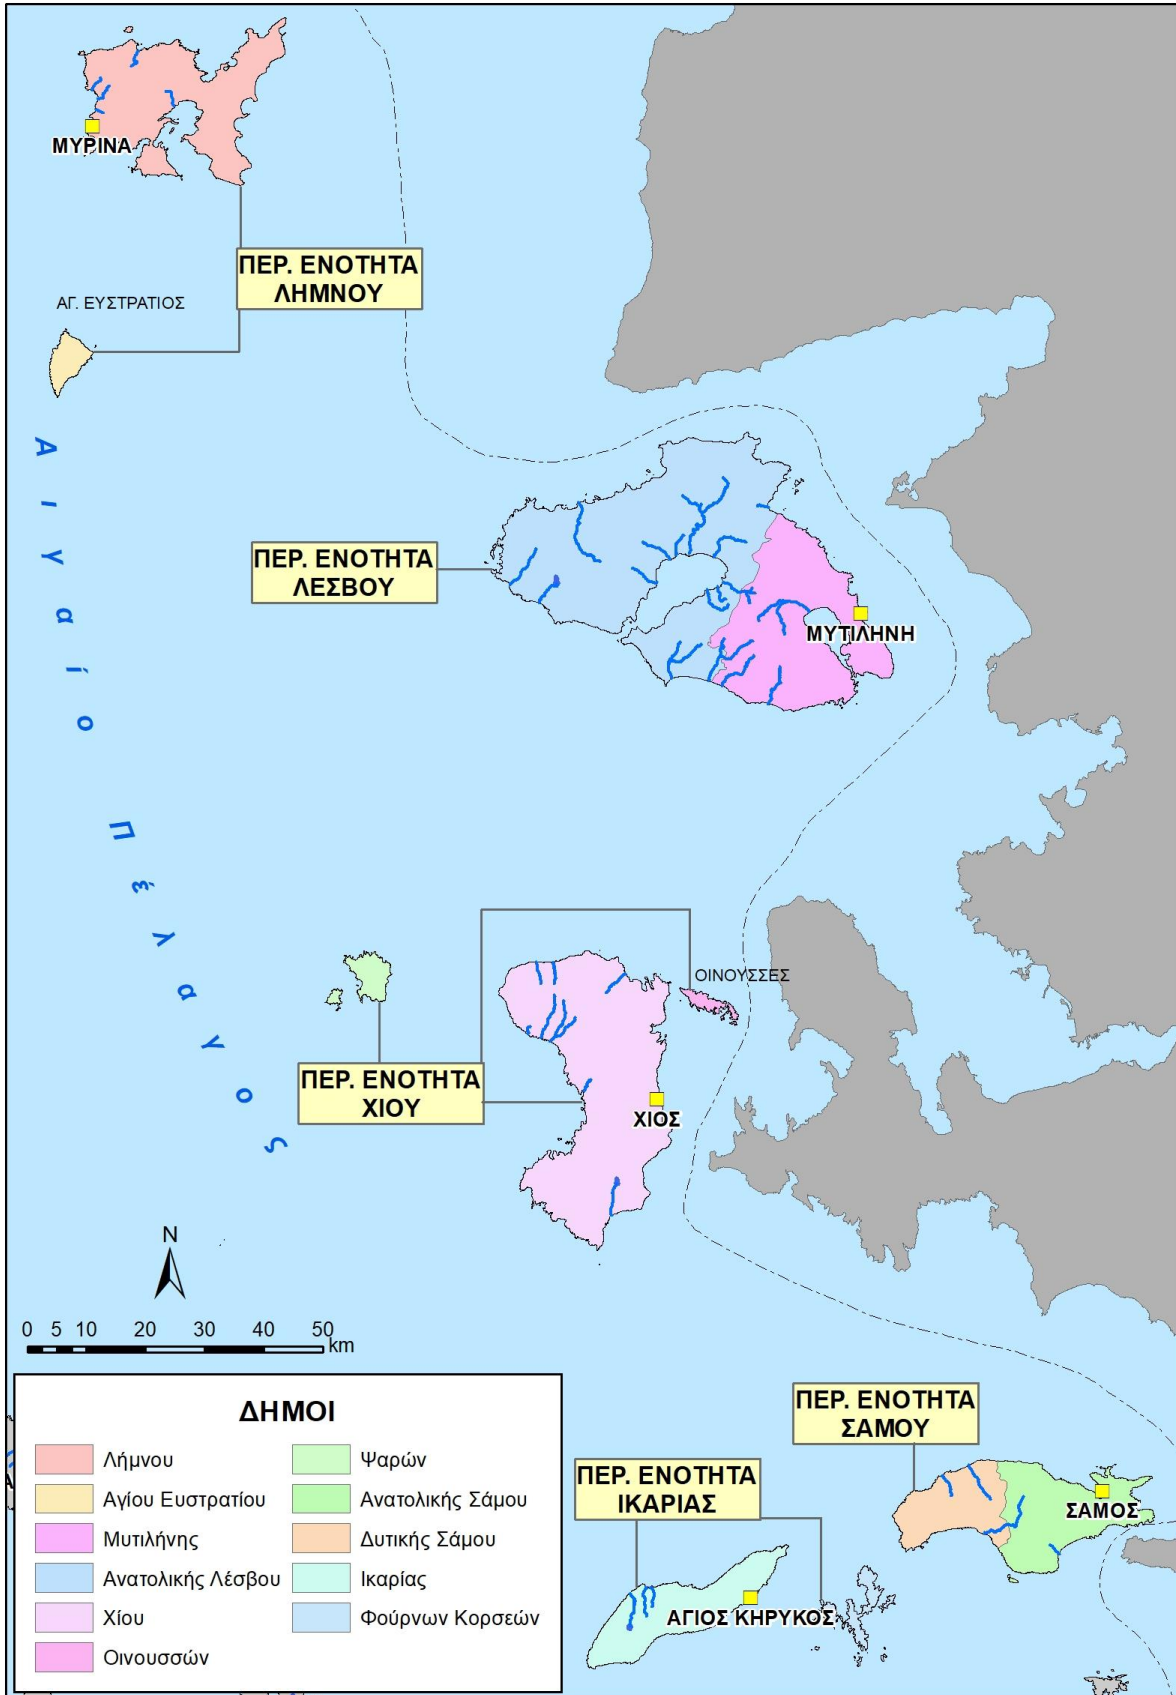 ΜΥΡΙΝΑ
ΠΕΡ. ΕΝΟΤΗΤΑ
ΛΗΜΝΟΥ
ΑΓ. ΕΥΣΤΡΑΤΙΟΣ
Αιγαίο Πέλαγος
ΠΕΡ. ΕΝΟΤΗΤΑ
ΛΕΣΒΟΥ
ΜΥΤΙΛΗΝΗ
ΟΙΝΟΥΣΣΕΣ
ΠΕΡ. ΕΝΟΤΗΤΑ
ΧΙΟΥ
ΧΙΟΣ
N
0 5 10 20 30 40 50
km
ΠΕΡ. ΕΝΟΤΗΤΑ
ΣΑΜΟΥ
ΣΑΜΟΣ
ΠΕΡ. ΕΝΟΤΗΤΑ
ΙΚΑΡΙΑΣ
ΑΓΙΟΣ ΚΗΡΥΚΟΣ
ΔΗΜΟΙ
Λήμνου
Αγίου Ευστρατίου
Μυτιλήνης
Ανατολικής Λέσβου
Χίου
Οινουσσών
Ψαρών
Ανατολικής Σάμου
Δυτικής Σάμου
Ικαρίας
Φούρνων Κορσεών